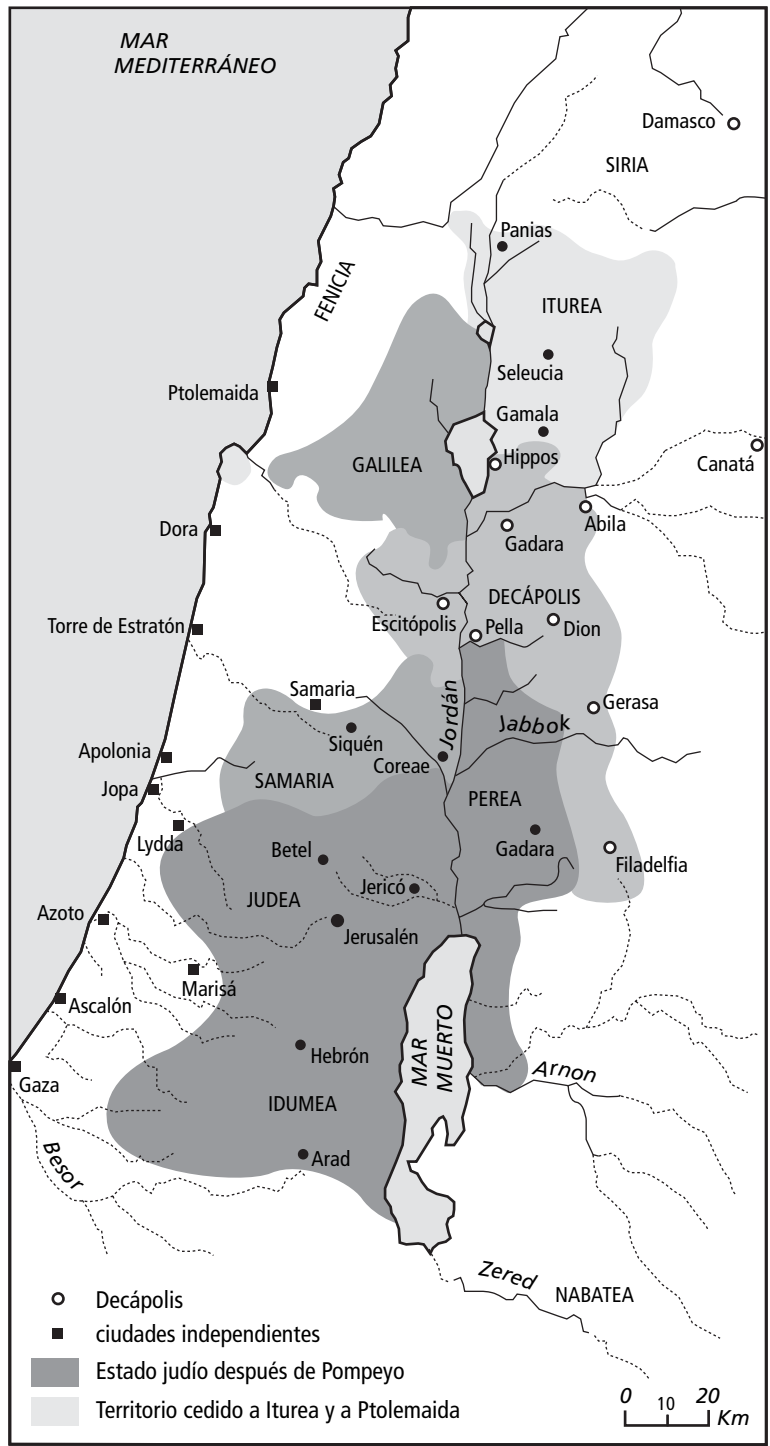 MAR
MEDITERRÁNEO
Damasco
SIRIA
Panias
FENICIA
ITUREA
Seleucia
Ptolemaida
Gamala
GALILEA
Hippos
Canatá
Dora
Abila
Gadara
DECÁPOLIS
Escitópolis
Torre de Estratón
Pella
Dion
Samaria
Jordán
Gerasa
Siquén
Jabbok
Apolonia
Coreae
SAMARIA
Jopa
PEREA
Lydda
Betel
Gadara
Filadelfia
Jericó
JUDEA
Azoto
Jerusalén
Marisá
Ascalón
MAR
MUERTO
Hebrón
Gaza
Arnon
IDUMEA
Besor
Arad
Zered
NABATEA
Decápolis
ciudades independientes
Estado judío después de Pompeyo
Territorio cedido a Iturea y a Ptolemaida
0 10 20
Km